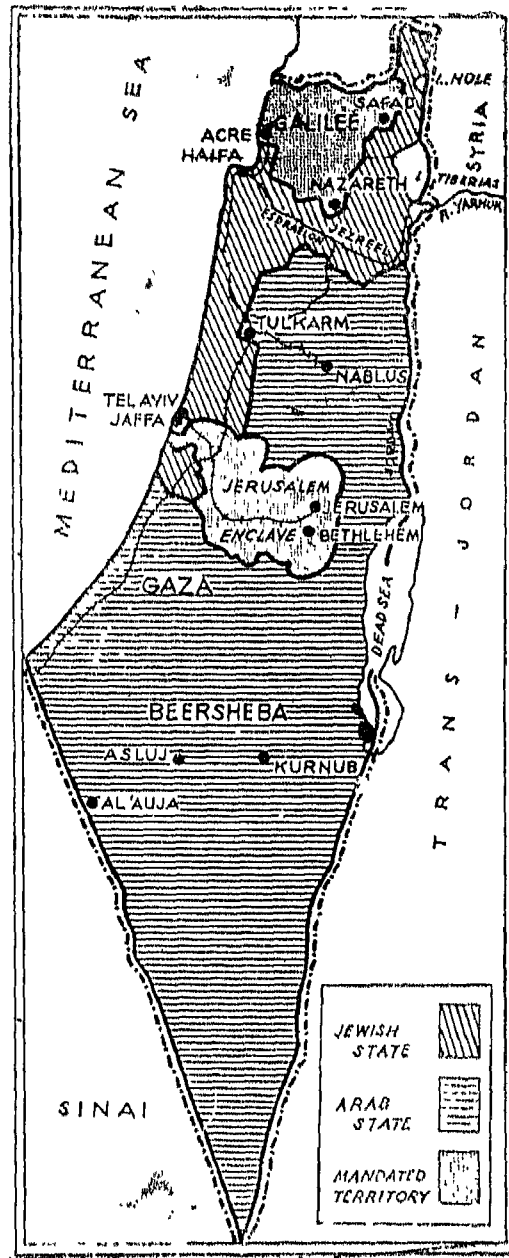 MEDITERRANEAN SEA
L. HULE
SAFAD
GALILEE
SYRIA
ACRE
HAIFA
TIBERIAS
NAZARETH
R. YARMUK
ESDRAELON
JEZREEL
TULKARM
NABLUS
TEL AVIV
JAFFA
JORDAN
JERUSALEM
ENCLAVE
JERUSALEM
BETHLEHEM
TRANS – JORDAN
GAZA
DEAD SEA
BEERSHEBA
ASLUJ
KURNUB
AL'AUJA
SINAI
JEWISH
STATE
ARAB
STATE
MANDATED
TERRITORY